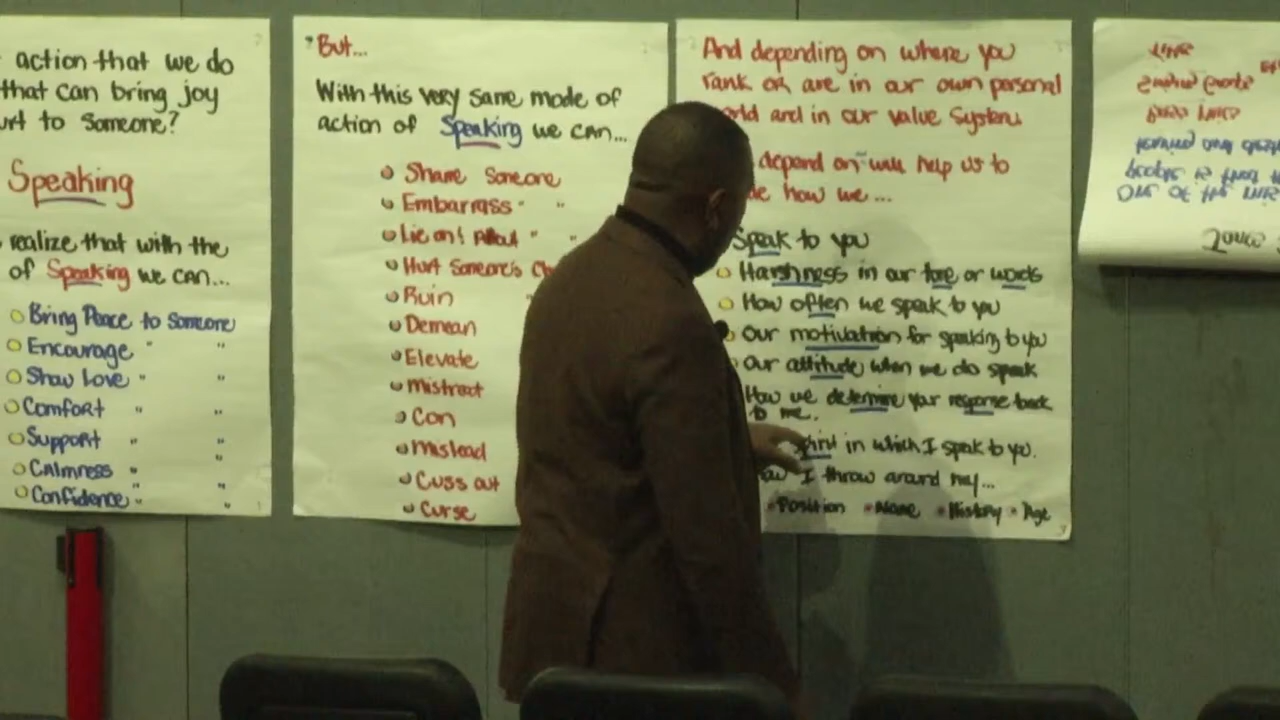 action that we do
that can bring joy
to Someone?
Speaking
realize that with the
of Speaking we can...
Bring Peace to Someone
Encourage " "
Show Love " "
Comfort " "
Support " "
Calmness " "
Confidence " "
But...
With this very same mode of
action of Speaking we can...
Shame Someone
Embarrass " "
Lie on " "
Hurt Someone's
Ruin
Demean
Elevate
Mistreat
Con
Mislead
Cuss out
Curse
And depending on where you
rank or are in our own personal
and in our value System
depend on will help us to
how we...
Speak to you
Harshness in our tone or words
How often we speak to you
Our motivation for speaking to you
Our attitude when we do speak
How we determine your response back
to me.
in which I speak to you.
I throw around my...
Position Name History Age